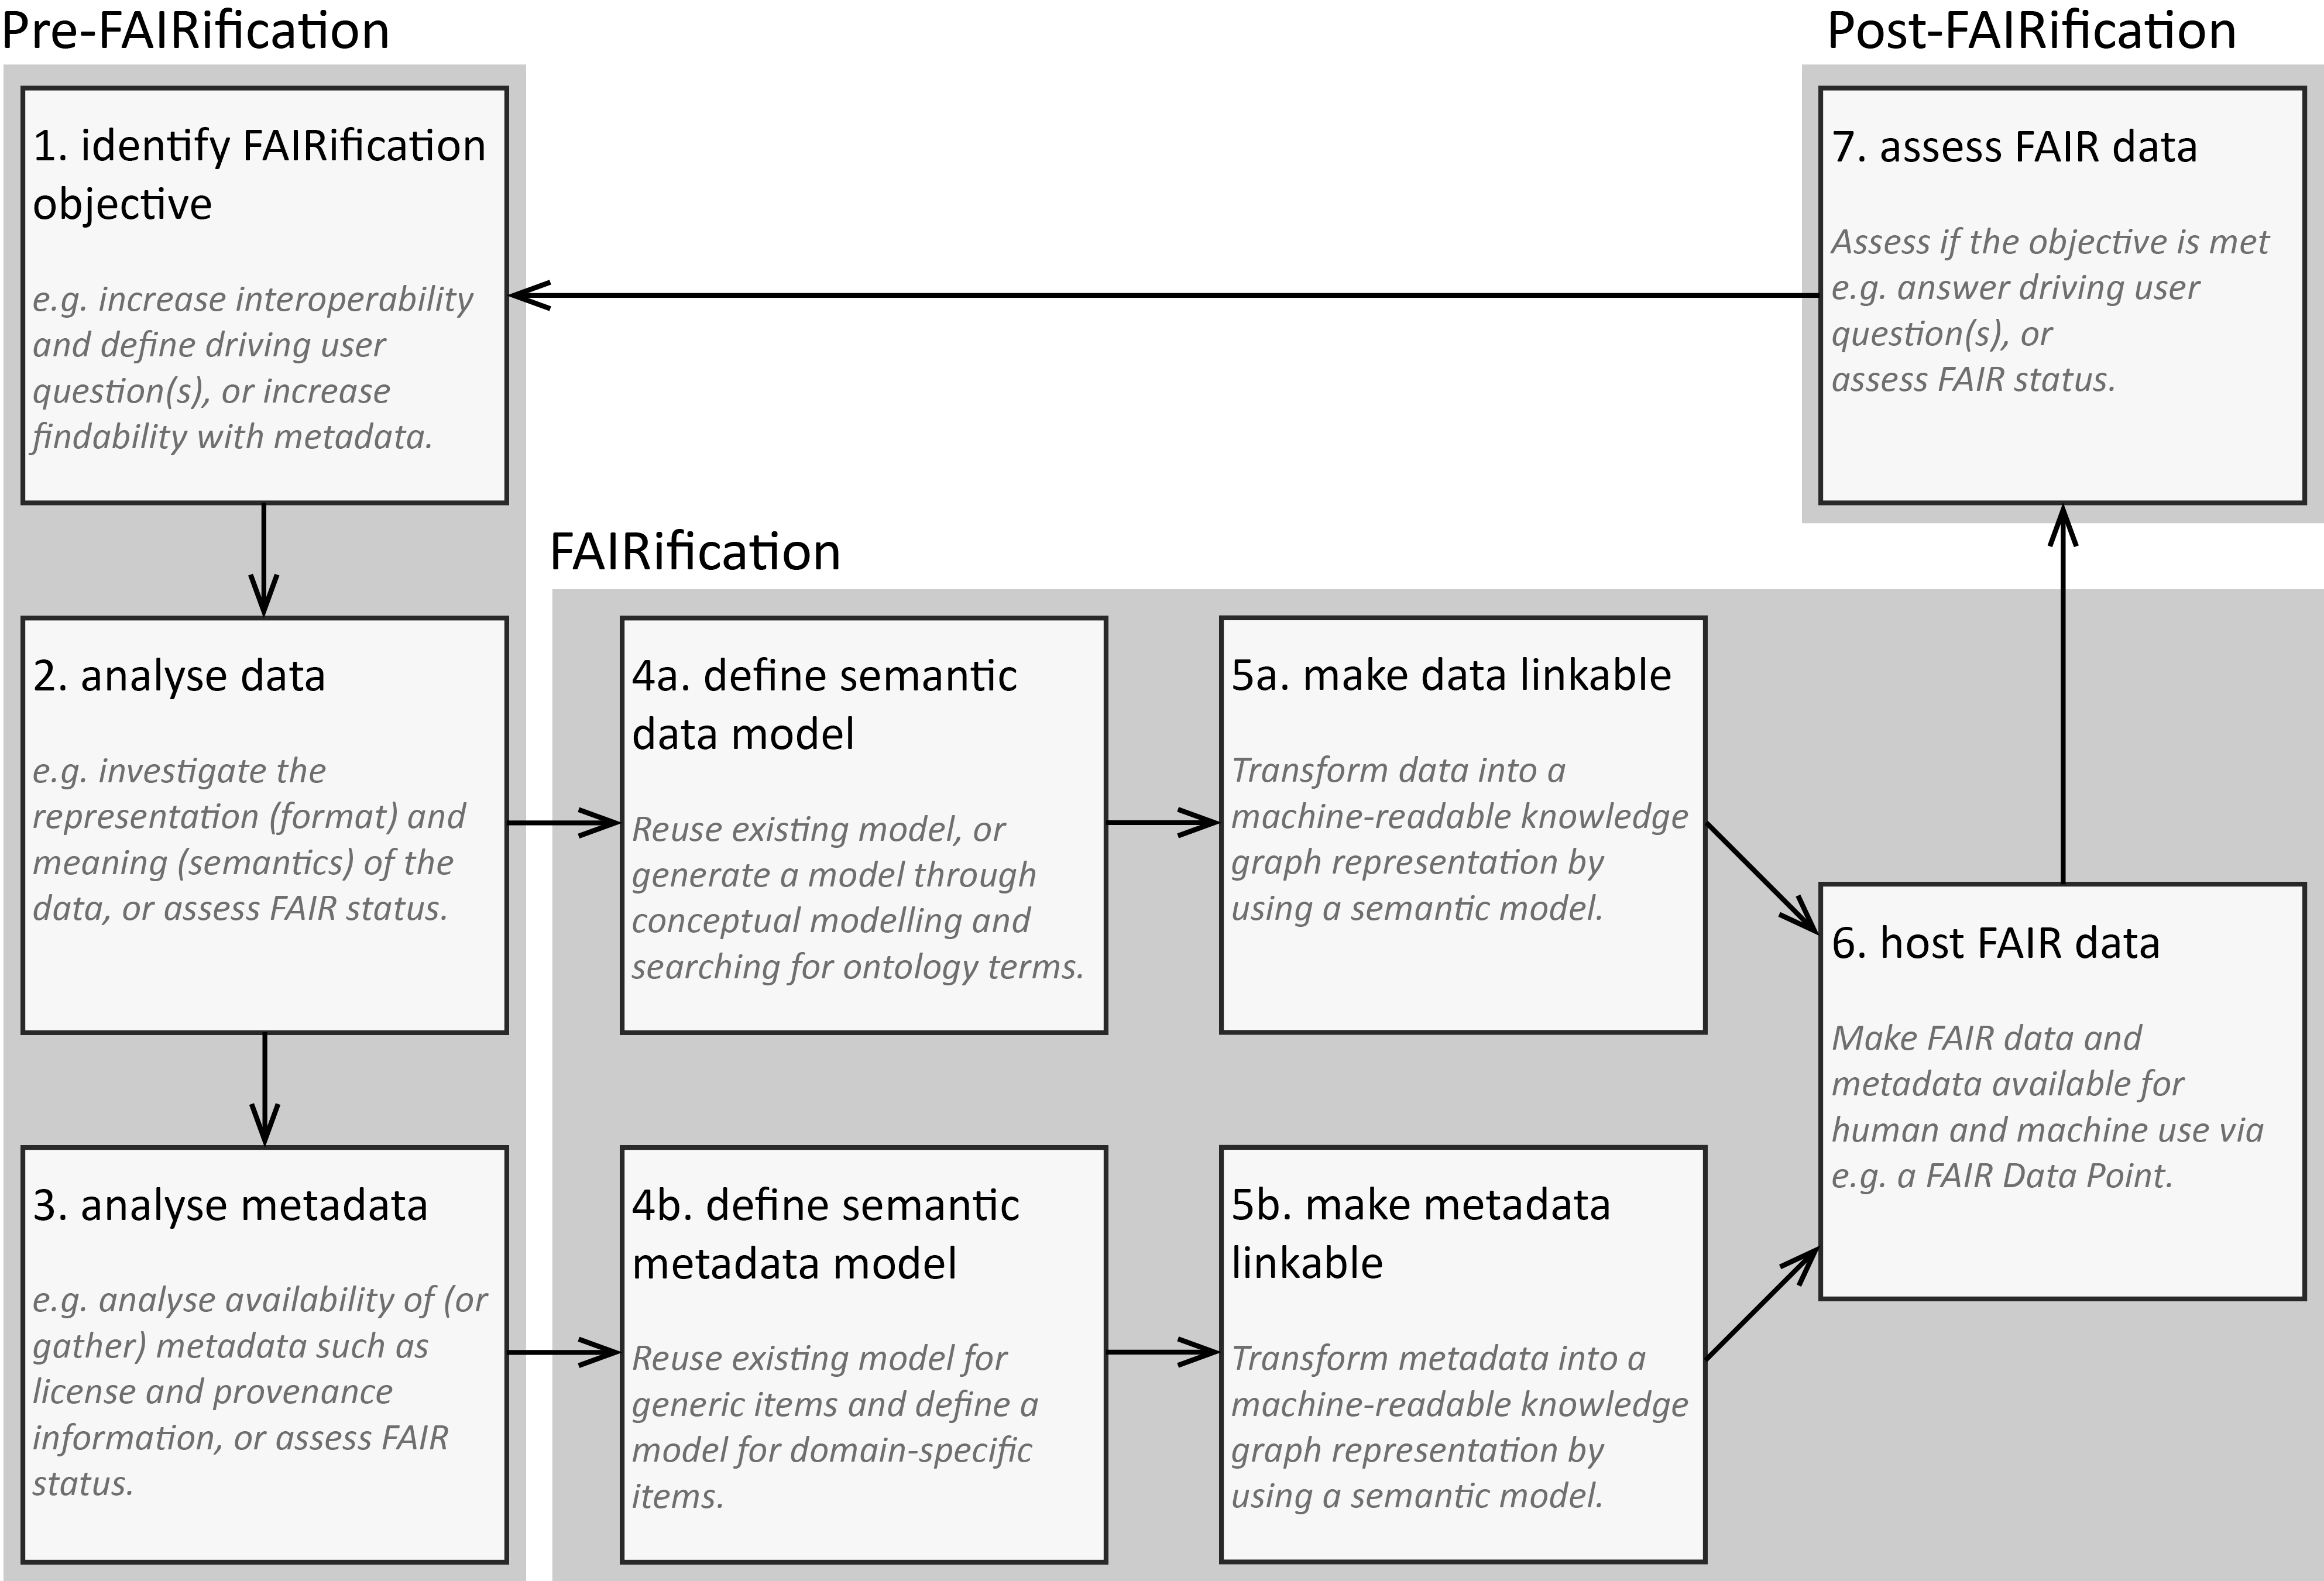 Pre-FAIRification
1. identify FAIRification
objective
e.g. increase interoperability
and define driving user
question(s), or increase
findability with metadata.
2. analyse data
e.g. investigate the
representation (format) and
meaning (semantics) of the
data, or assess FAIR status.
3. analyse metadata
e.g. analyse availability of (or
gather) metadata such as
license and provenance
information, or assess FAIR
status.
FAIRification
4a. define semantic
data model
Reuse existing model, or
generate a model through
conceptual modelling and
searching for ontology terms.
5a. make data linkable
Transform data into a
machine-readable knowledge
graph representation by
using a semantic model.
4b. define semantic
metadata model
Reuse existing model for
generic items and define a
model for domain-specific
items.
5b. make metadata
linkable
Transform metadata into a
machine-readable knowledge
graph representation by
using a semantic model.
6. host FAIR data
Make FAIR data and
metadata available for
human and machine use via
e.g. a FAIR Data Point.
Post-FAIRification
7. assess FAIR data
Assess if the objective is met
e.g. answer driving user
question(s), or
assess FAIR status.